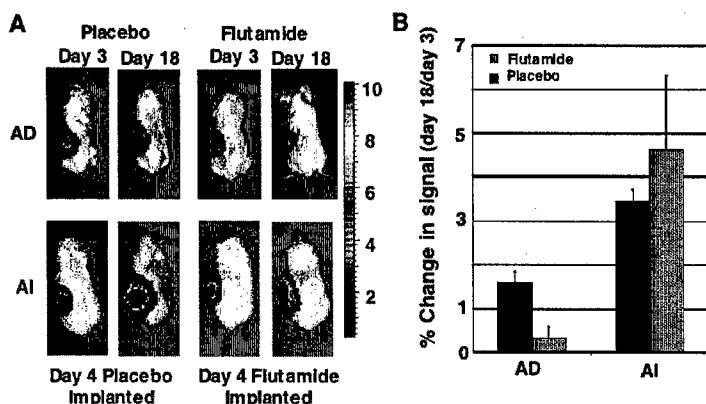 A
Placebo Flutamide
Day 3 Day 18 Day 3 Day 18
AD
AI
10
8
6
4
2
Day 4 Placebo Implanted
Day 4 Flutamide Implanted
B
% Change in signal (day 18/day 3)
7
5
3
1
0
Flutamide
Placebo
AD AI